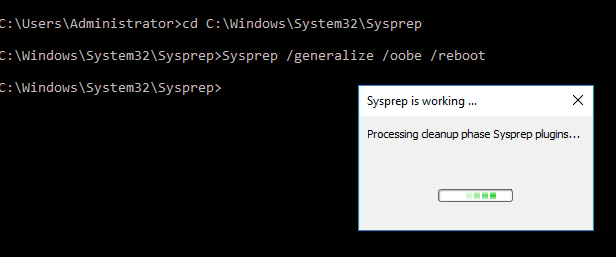 C:\Users\Administrator>cd C:\Windows\System32\Sysprep
C:\Windows\System32\Sysprep>Sysprep /generalize /oobe /reboot
C:\Windows\System32\Sysprep>
Sysprep is working ...
Processing cleanup phase Sysprep plugins...